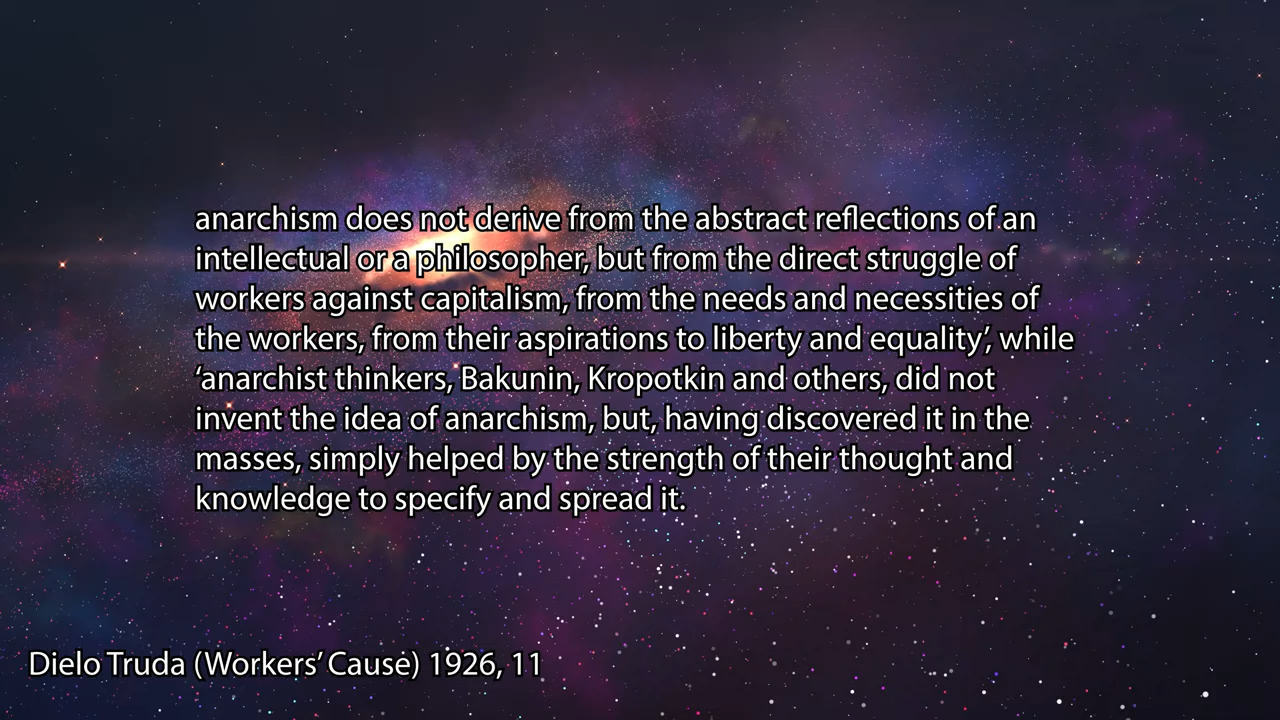 anarchism does not derive from the abstract reflections of an
intellectual or a philosopher, but from the direct struggle of
workers against capitalism, from the needs and necessities of
the workers, from their aspirations to liberty and equality’, while
‘anarchist thinkers, Bakunin, Kropotkin and others, did not
invent the idea of anarchism, but, having discovered it in the
masses, simply helped by the strength of their thought and
knowledge to specify and spread it.
Dielo Truda (Workers’ Cause) 1926, 11